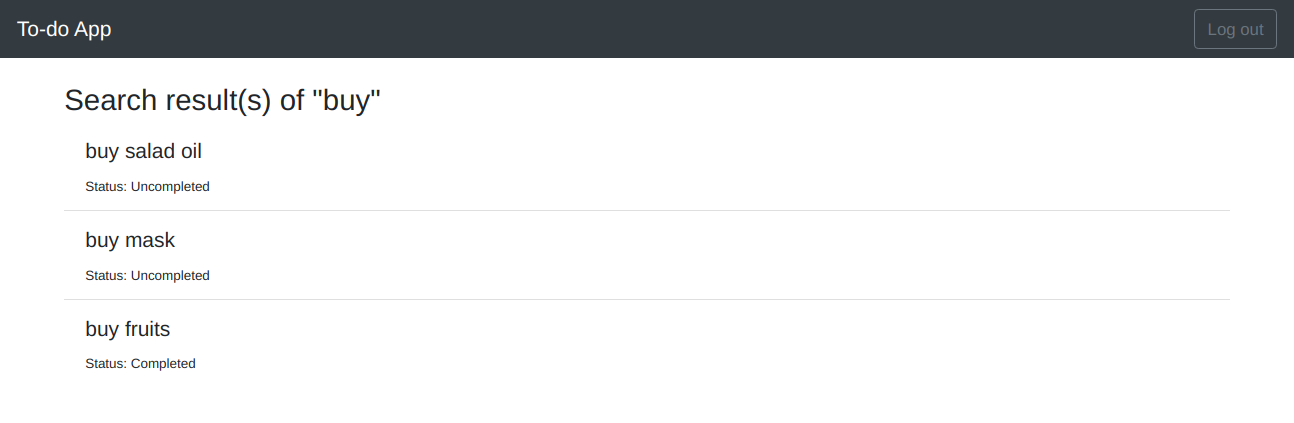 To-do App
Log out
Search result(s) of "buy"
buy salad oil
Status: Uncompleted
buy mask
Status: Uncompleted
buy fruits
Status: Completed